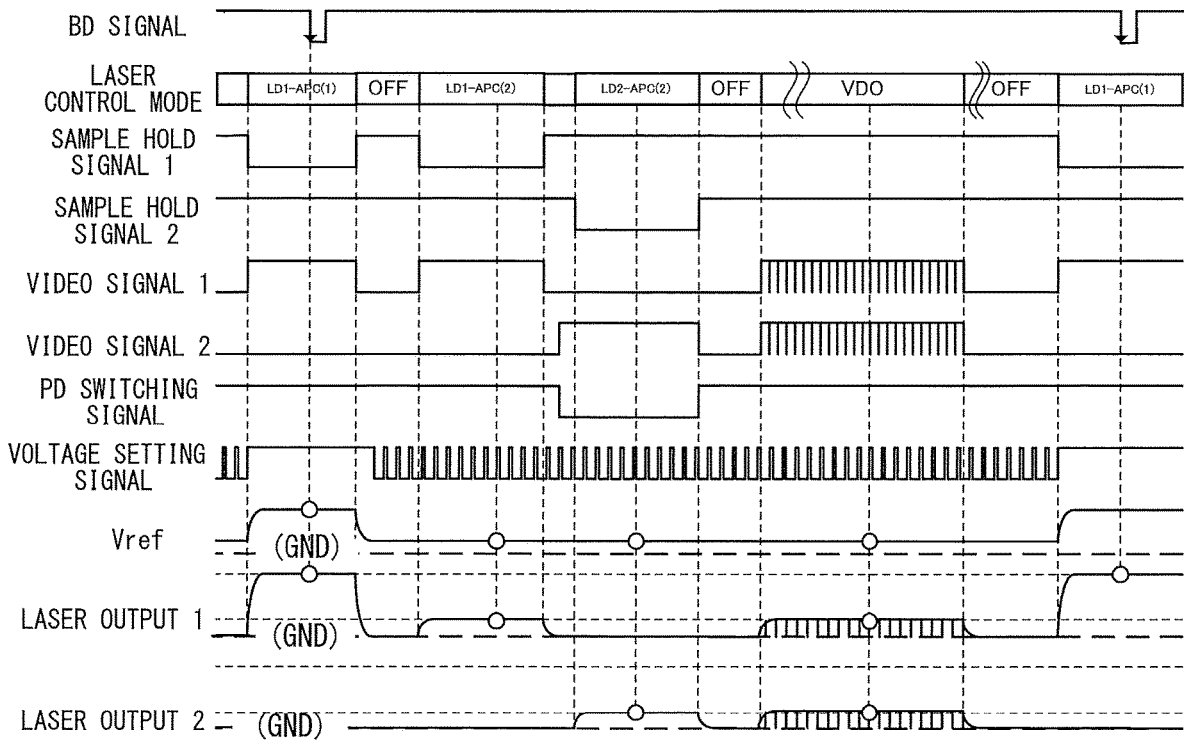 BD SIGNAL
LASER
CONTROL MODE
LD1-APC(1) OFF LD1-APC(2) LD2-APC(2) OFF VDO OFF LD1-APC(1)
SAMPLE HOLD
SIGNAL 1
SAMPLE HOLD
SIGNAL 2
VIDEO SIGNAL 1
VIDEO SIGNAL 2
PD SWITCHING
SIGNAL
VOLTAGE SETTING
SIGNAL
Vref
(GND)
LASER OUTPUT 1
(GND)
LASER OUTPUT 2
(GND)